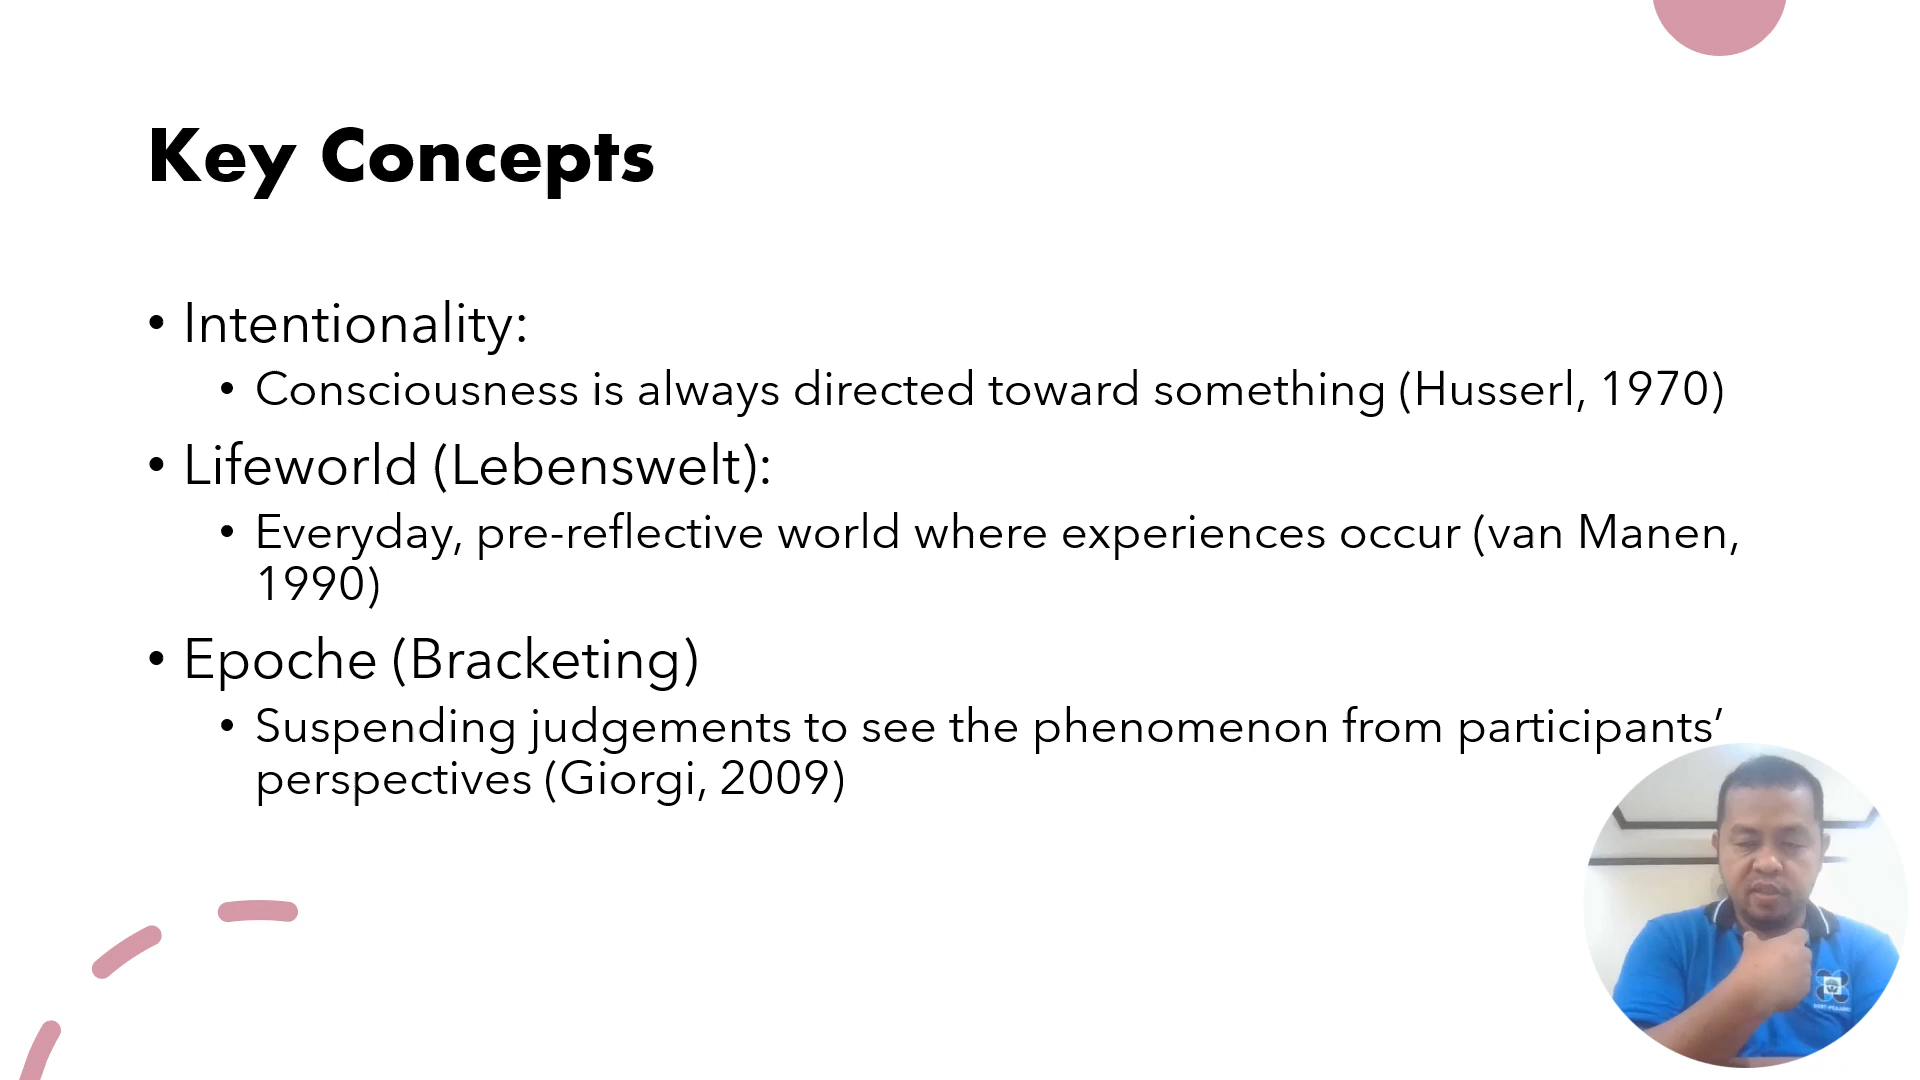 Key Concepts
• Intentionality:
• Consciousness is always directed toward something (Husserl, 1970)
• Lifeworld (Lebenswelt):
• Everyday, pre-reflective world where experiences occur (van Manen,
1990)
• Epoche (Bracketing)
• Suspending judgements to see the phenomenon from participants’
perspectives (Giorgi, 2009)